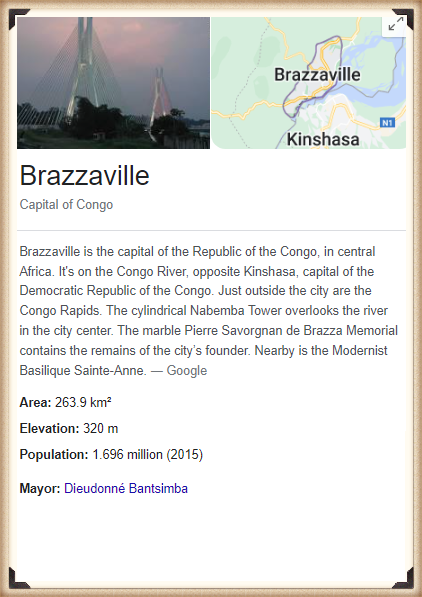 Brazzaville
N1
Kinshasa
Brazzaville
Capital of Congo
Brazzaville is the capital of the Republic of the Congo, in central
Africa. It's on the Congo River, opposite Kinshasa, capital of the
Democratic Republic of the Congo. Just outside the city are the
Congo Rapids. The cylindrical Nabemba Tower overlooks the river
in the city center. The marble Pierre Savorgnan de Brazza Memorial
contains the remains of the city's founder. Nearby is the Modernist
Basilique Sainte-Anne. — Google
Area: 263.9 km²
Elevation: 320 m
Population: 1.696 million (2015)
Mayor: Dieudonné Bantsimba